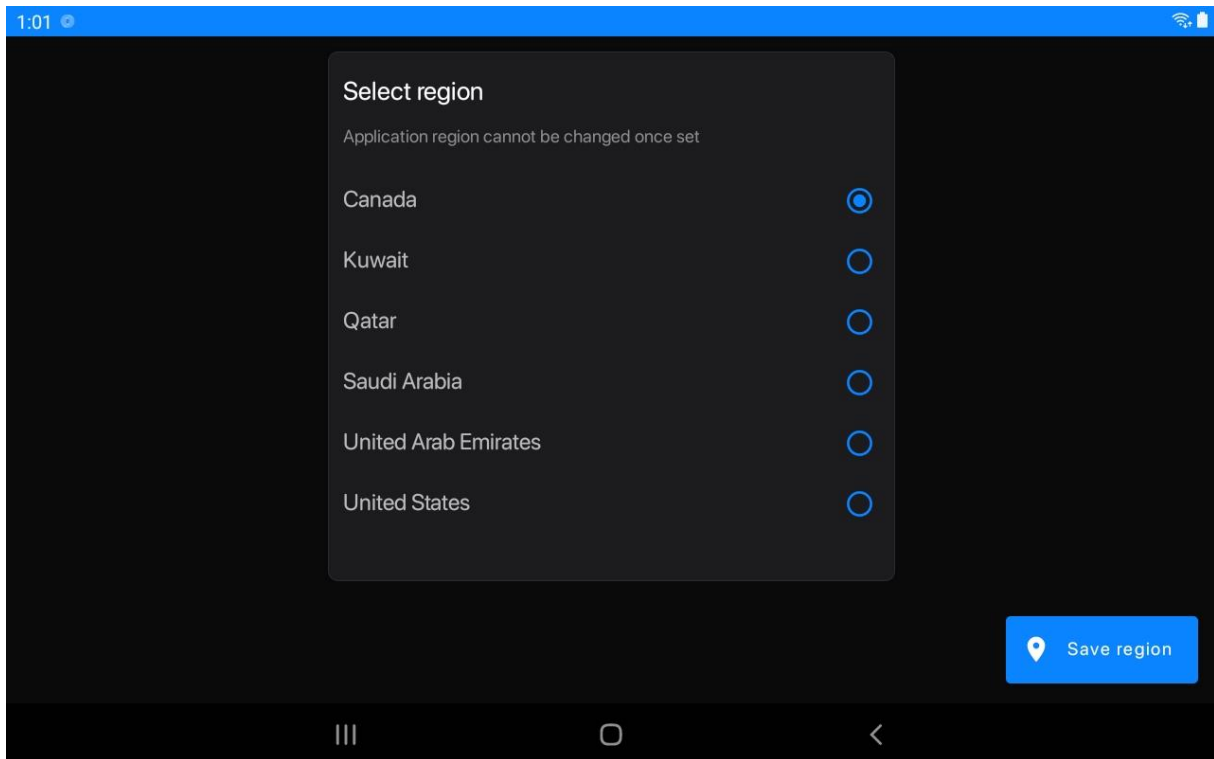 1:01
Select region
Application region cannot be changed once set
Canada
Kuwait
Qatar
Saudi Arabia
United Arab Emirates
United States
Save region